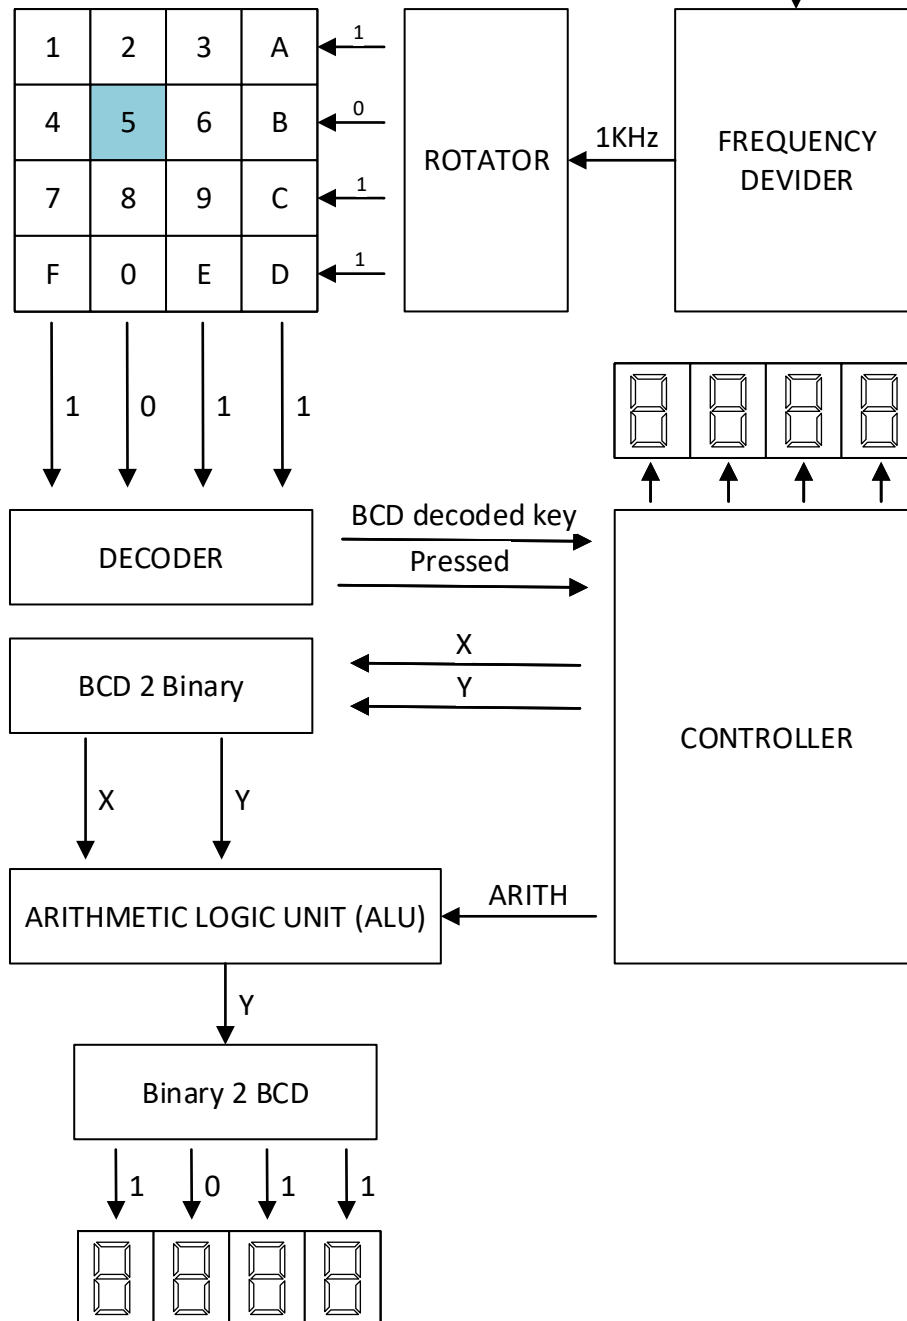 1 2 3 A
4 5 6 B
7 8 9 C
F 0 E D
1
0
1
1
ROTATOR
1KHz
FREQUENCY
DEVIDER
1 0 1 1
DECODER
BCD decoded key
Pressed
BCD 2 Binary
X
Y
CONTROLLER
X Y
ARITHMETIC LOGIC UNIT (ALU)
ARITH
Y
Binary 2 BCD
1 0 1 1